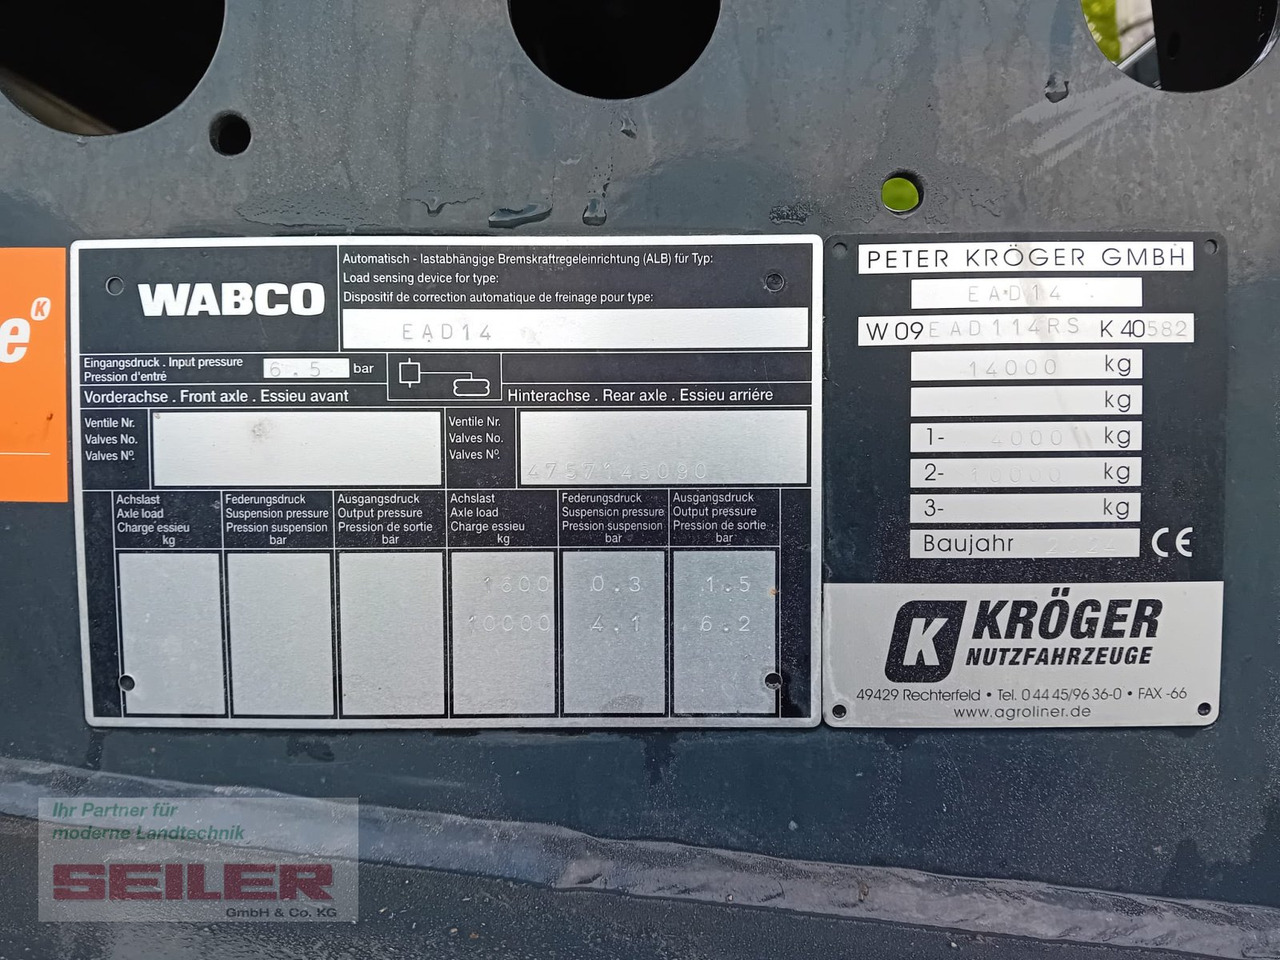 WABCO
Automatisch - lastabhängige Bremskraftregeleinrichtung (ALB) für Typ:
Load sensing device for type:
Dispositif de correction automatique de freinage pour type:
EAD14
Eingangsdruck . Input pressure
Pression d'entré
6.5 bar
Vorderachse . Front axle . Essieu avant
Hinterachse . Rear axle . Essieu arriére
Ventile Nr.
Valves No.
Valves N°.
Ventile Nr.
Valves No.
Valves N°.
4757145090
Achslast
Axle load
Charge essieu
kg
Federungsdruck
Suspension pressure
Pression suspension
bar
Ausgangsdruck
Output pressure
Pression de sortie
bar
Achslast
Axle load
Charge essieu
kg
Federungsdruck
Suspension pressure
Pression suspension
bar
Ausgangsdruck
Output pressure
Pression de sortie
bar
1600 0.3 1.5
10000 4.1 6.2
PETER KRÖGER GMBH
EAD14
W09EAD114RS K40582
14000 kg
kg
1- 4000 kg
2- 10000 kg
3- kg
Baujahr
CE
K KRÖGER
NUTZFAHRZEUGE
49429 Rechterfeld • Tel. 0 44 45/96 36-0 • FAX -66
www.agroliner.de
e K
Ihr Partner für
moderne Landtechnik
SEILER
GmbH & Co. KG